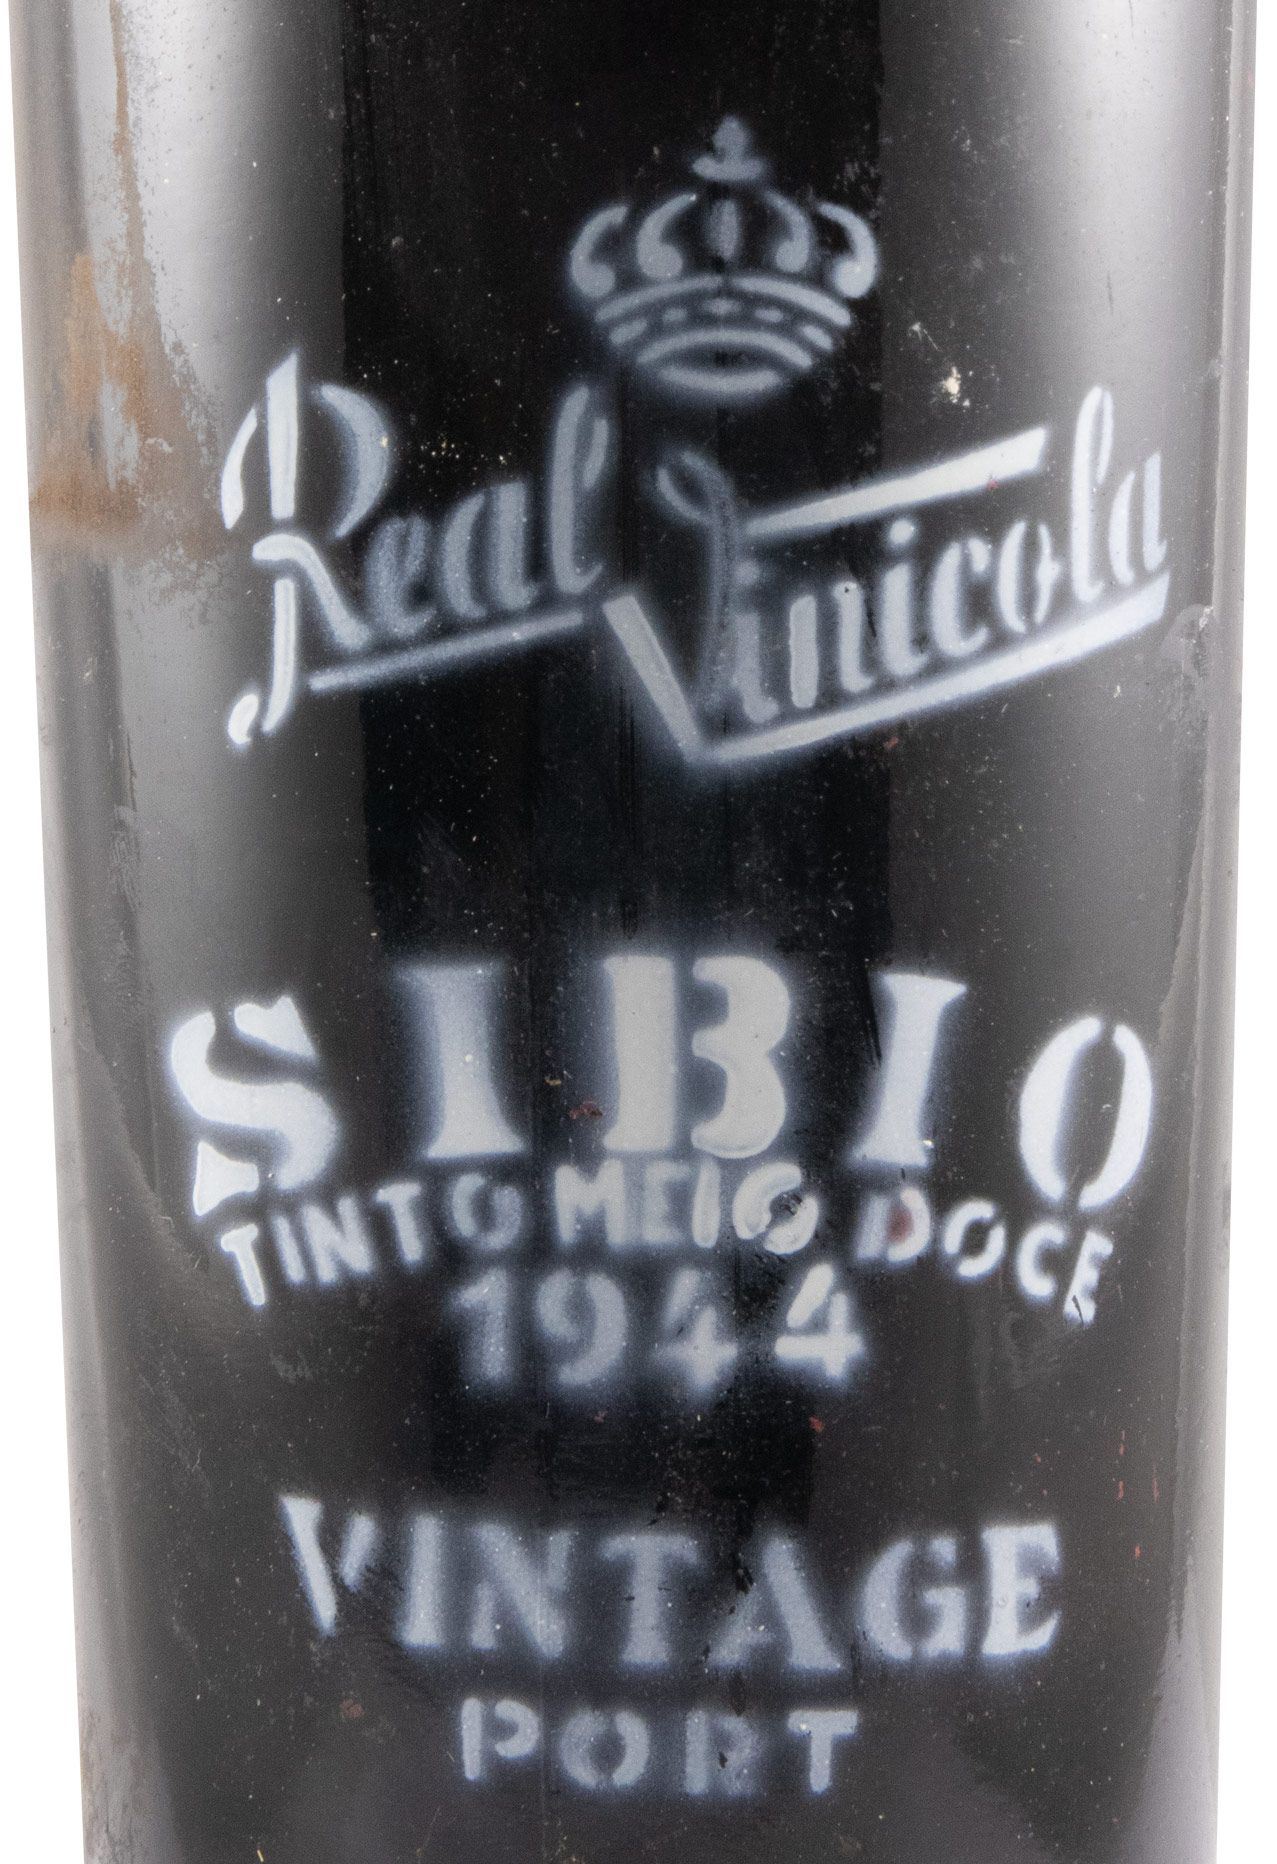 Real Vinicola
SIBIO
TINTO MEIO DOCE
1944
VINTAGE
PORT